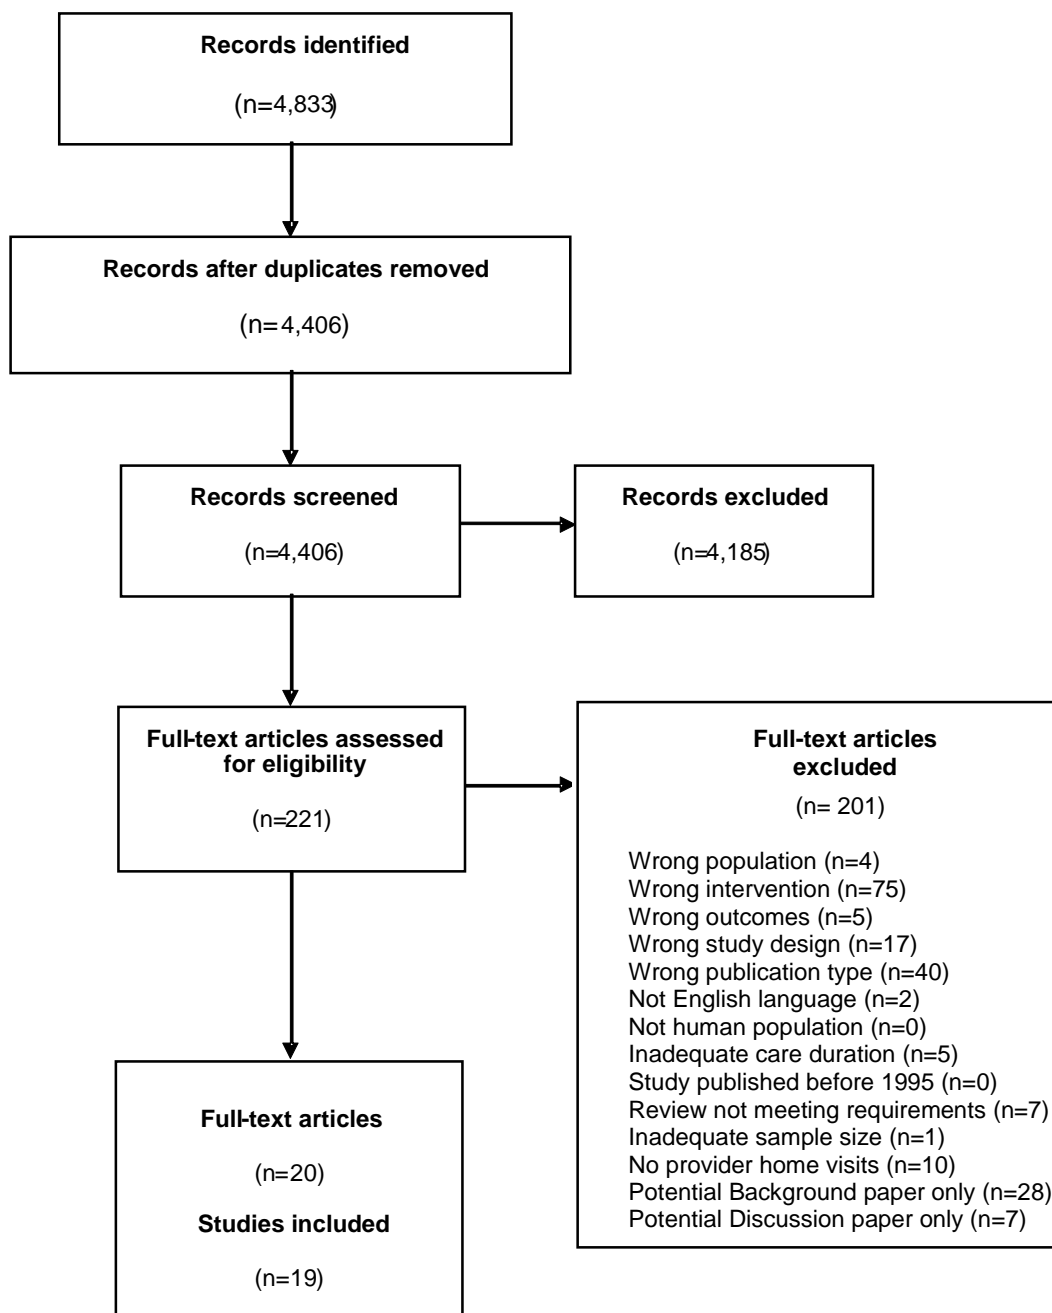 Records identified
(n=4,833)
Records after duplicates removed
(n= 4,406)
Records screened
(n=4,406)
Records excluded
(n=4,185)
Full-text articles assessed
for eligibility
(n=221)
Full-text articles
excluded
(n= 201)
Wrong population (n=4)
Wrong intervention (n=75)
Wrong outcomes (n=5)
Wrong study design (n=17)
Wrong publication type (n=40)
Not English language (n=2)
Not human population (n=0)
Inadequate care duration (n=5)
Study published before 1995 (n=0)
Review not meeting requirements (n=7)
Inadequate sample size (n=1)
No provider home visits (n=10)
Potential Background paper only (n=28)
Potential Discussion paper only (n=7)
Full-text articles
(n=20)
Studies included
(n=19)